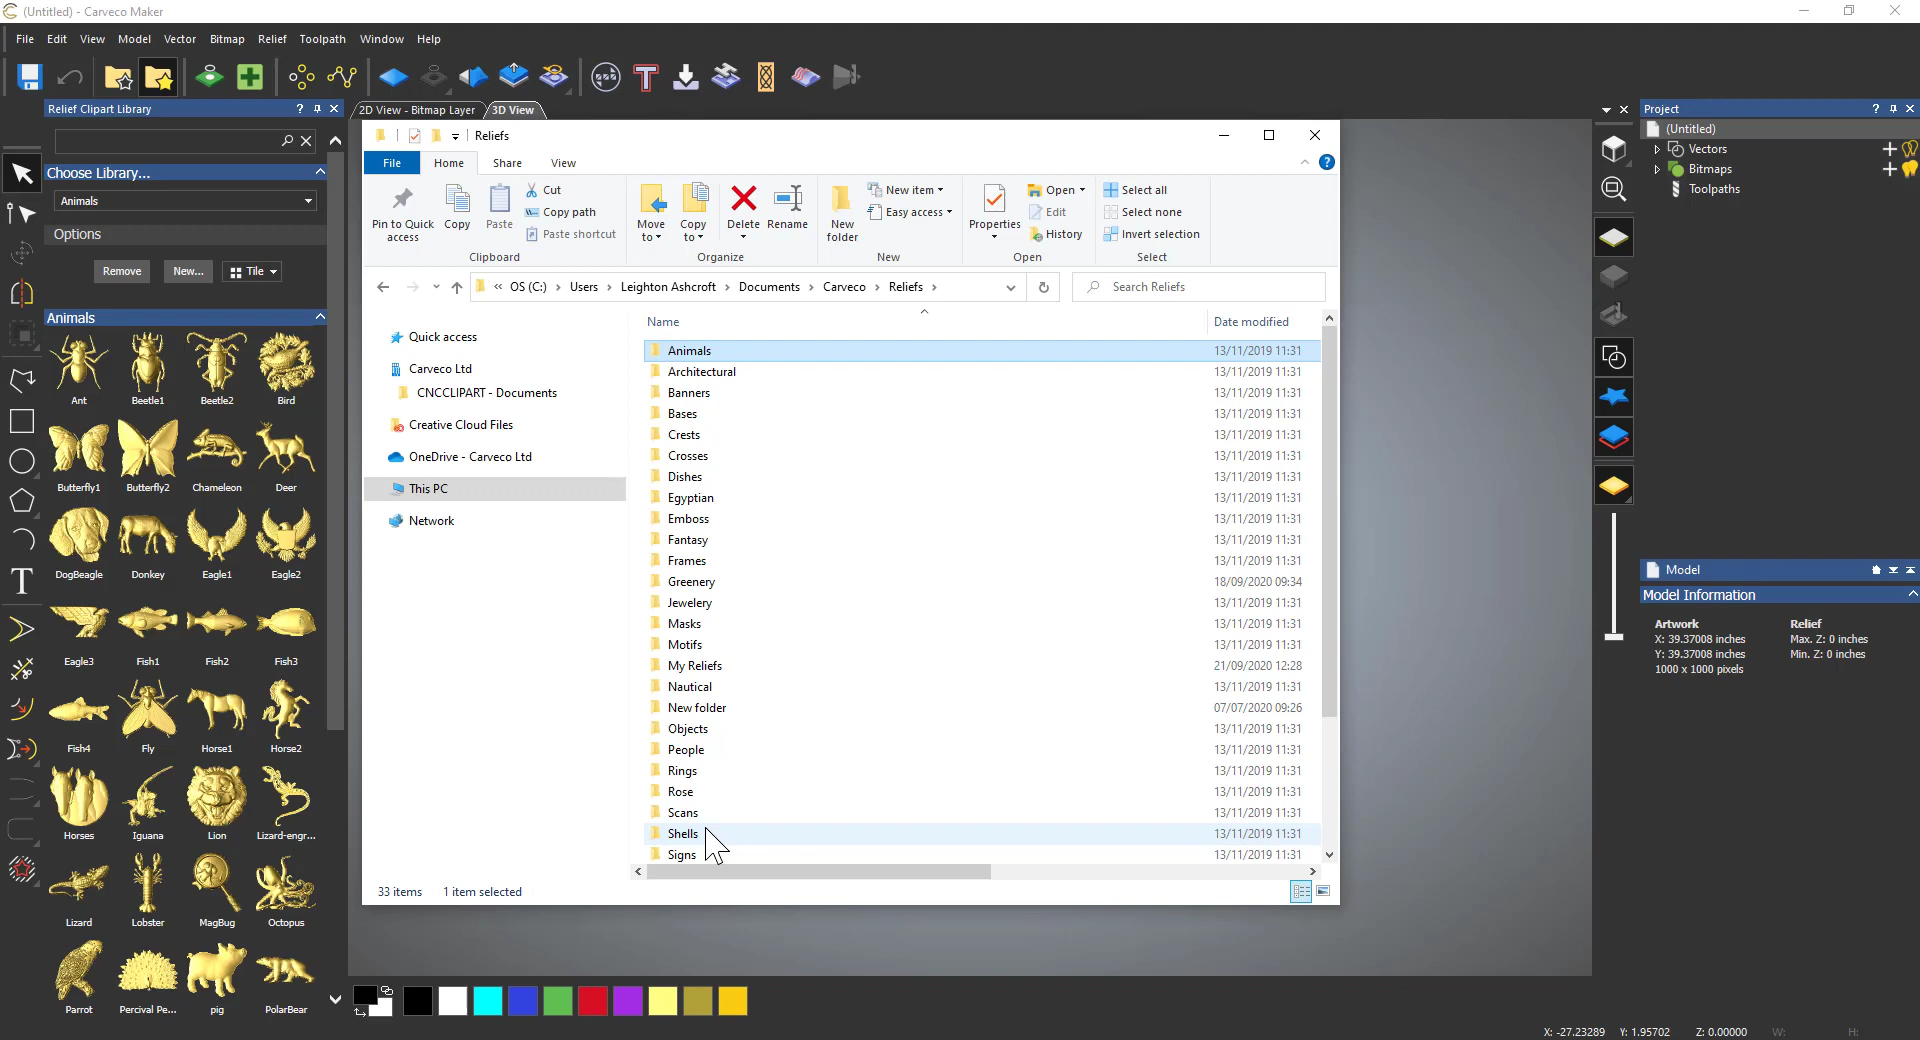 (Untitled) - Carveco Maker
File Edit View Model Vector Bitmap Relief Toolpath Window Help
Relief Clipart Library ?
2D View - Bitmap Layer 3D View
Project ?
Choose Library...
Animals
Options
Remove New... Tile
Animals
Ant Beetle1 Beetle2 Bird
Butterfly1 Butterfly2 Chameleon Deer
DogBeagle Donkey Eagle1 Eagle2
Eagle3 Fish1 Fish2 Fish3
Fish4 Fly Horse1 Horse2
Horses Iguana Lion Lizard-engr...
Lizard Lobster MagBug Octopus
Parrot Percival Pe... pig PolarBear
Reliefs
File Home Share View
Pin to Quick access
Copy
Paste
Cut
Copy path
Paste shortcut
Clipboard
Move to
Copy to
Delete
Rename
Organize
New folder
New item
Easy access
New
Properties
Open
Edit
History
Open
Select all
Select none
Invert selection
Select
« OS (C:) › Users › Leighton Ashcroft › Documents › Carveco › Reliefs ›
Search Reliefs
Quick access
Carveco Ltd
CNCCLIPART - Documents
Creative Cloud Files
OneDrive - Carveco Ltd
This PC
Network
Name Date modified
Animals 13/11/2019 11:31
Architectural 13/11/2019 11:31
Banners 13/11/2019 11:31
Bases 13/11/2019 11:31
Crests 13/11/2019 11:31
Crosses 13/11/2019 11:31
Dishes 13/11/2019 11:31
Egyptian 13/11/2019 11:31
Emboss 13/11/2019 11:31
Fantasy 13/11/2019 11:31
Frames 13/11/2019 11:31
Greenery 18/09/2020 09:34
Jewelery 13/11/2019 11:31
Masks 13/11/2019 11:31
Motifs 13/11/2019 11:31
My Reliefs 21/09/2020 12:28
Nautical 13/11/2019 11:31
New folder 07/07/2020 09:26
Objects 13/11/2019 11:31
People 13/11/2019 11:31
Rings 13/11/2019 11:31
Rose 13/11/2019 11:31
Scans 13/11/2019 11:31
Shells 13/11/2019 11:31
Signs 13/11/2019 11:31
33 items 1 item selected
(Untitled)
Vectors
Bitmaps
Toolpaths
Model
Model Information
Artwork Relief
X: 39.37008 inches Max. Z: 0 inches
Y: 39.37008 inches Min. Z: 0 inches
1000 x 1000 pixels
X: -27.23289 Y: 1.95702 Z: 0.00000 W: H: